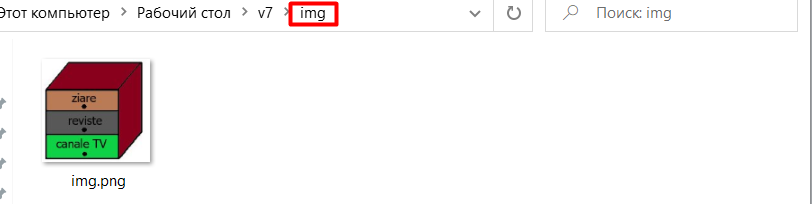 Этот компьютер > Рабочий стол > v7 > img
Поиск: img
ziare
reviste
canale TV
img.png